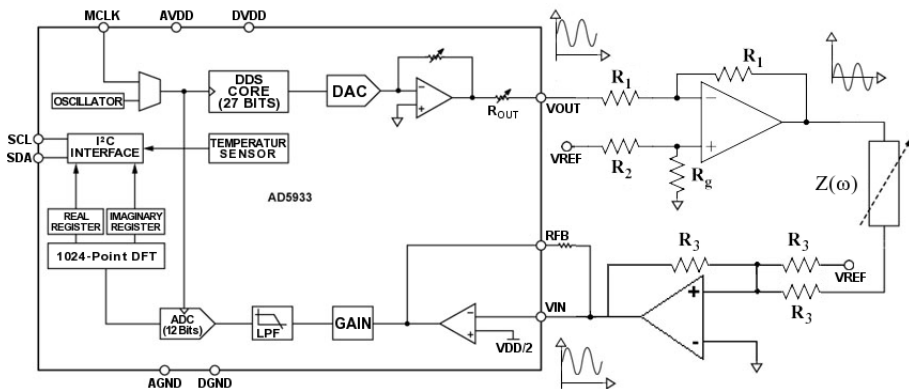 MCLK
AVDD
DVDD
OSCILLATOR
DDS
CORE
(27 BITS)
DAC
ROUT
VOUT
R1
R1
SCL
SDA
I²C
INTERFACE
TEMPERATUR
SENSOR
VREF
R2
Rg
Z(ω)
AD5933
REAL
REGISTER
IMAGINARY
REGISTER
1024-Point DFT
RFB
R3
R3
VREF
R3
VIN
ADC
(12 Bits)
LPF
GAIN
VDD/2
AGND
DGND